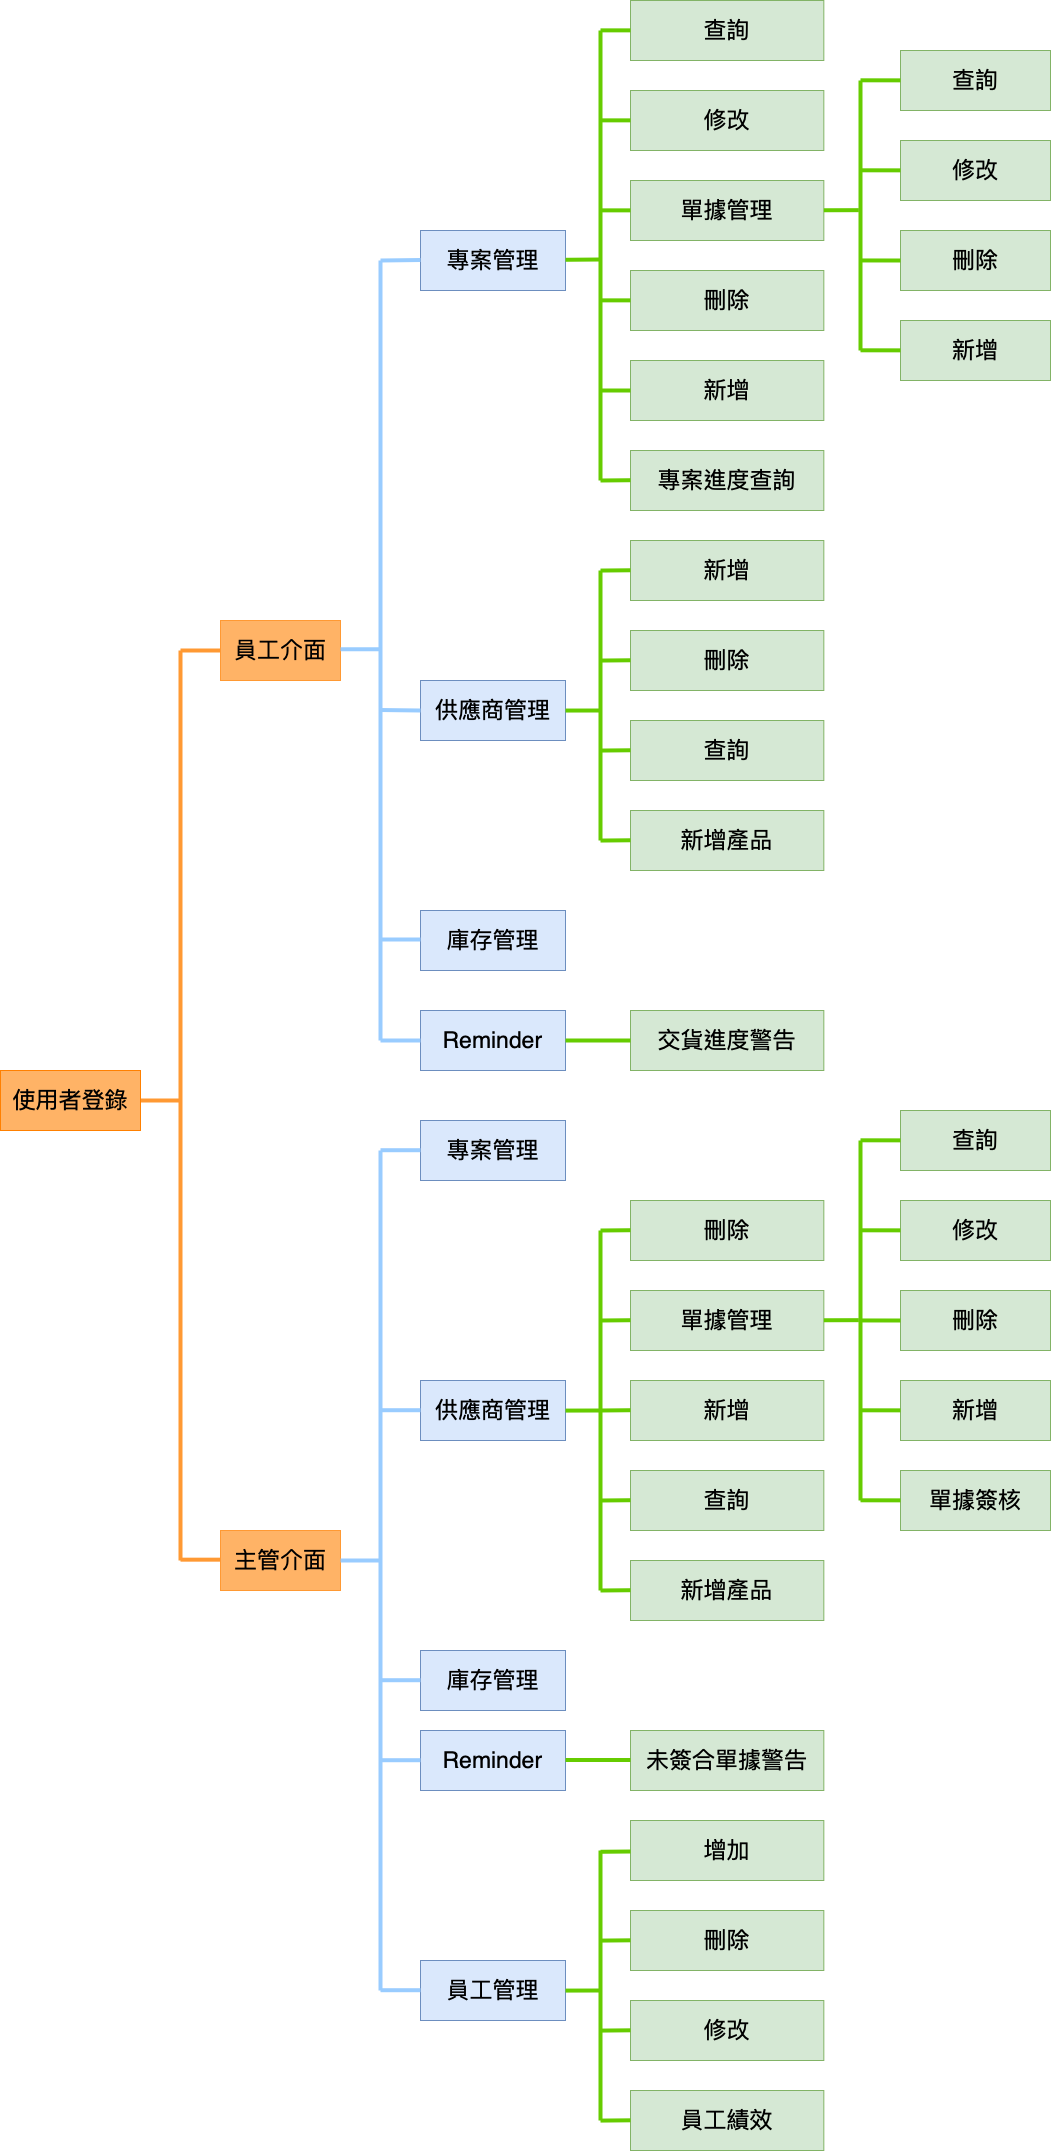 使用者登錄
員工介面
專案管理
查詢
修改
單據管理
查詢
修改
刪除
新增
刪除
新增
專案進度查詢
供應商管理
新增
刪除
查詢
新增產品
庫存管理
Reminder
交貨進度警告
主管介面
專案管理
供應商管理
刪除
單據管理
查詢
修改
刪除
新增
單據簽核
新增
查詢
新增產品
庫存管理
Reminder
未簽合單據警告
員工管理
增加
刪除
修改
員工績效